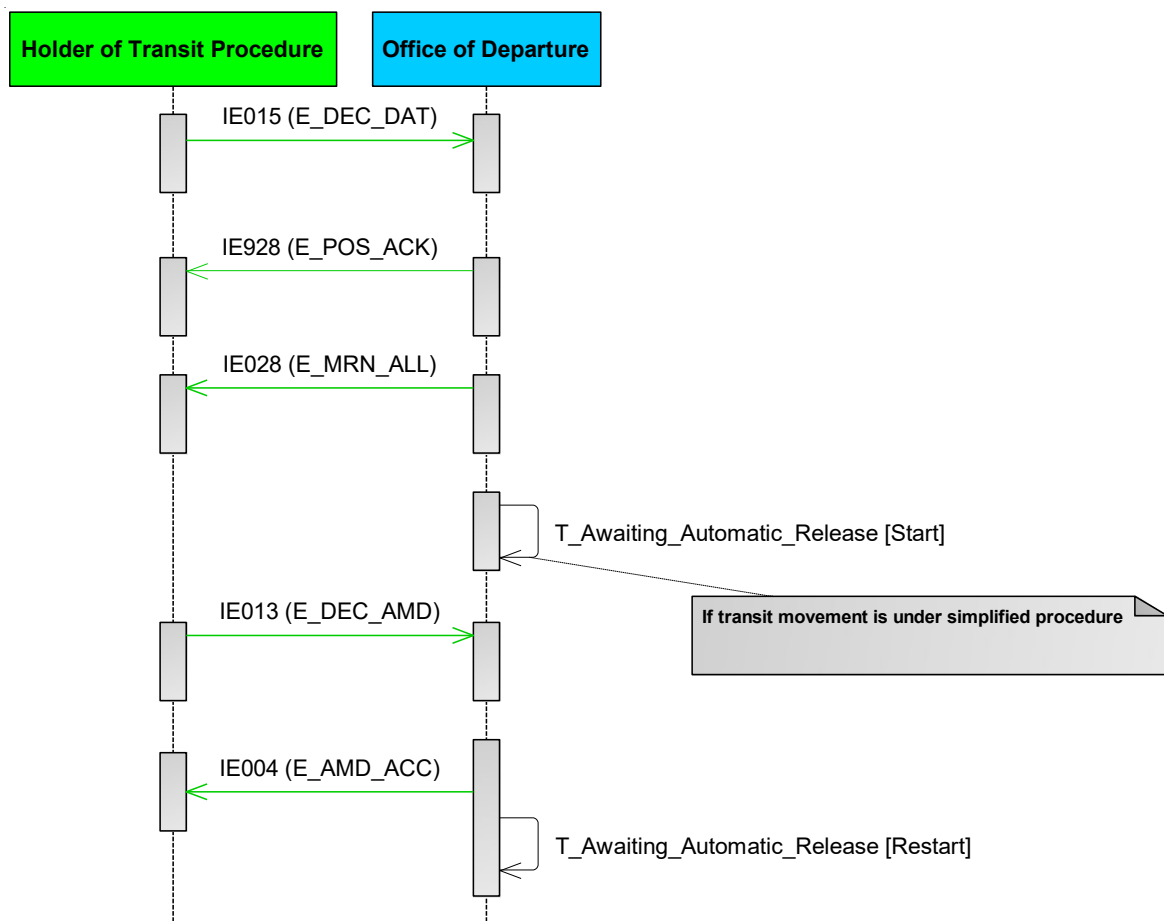 Holder of Transit Procedure
Office of Departure
IE015 (E_DEC_DAT)
IE928 (E_POS_ACK)
IE028 (E_MRN_ALL)
T_Awaiting_Automatic_Release [Start]
IE013 (E_DEC_AMD)
If transit movement is under simplified procedure
IE004 (E_AMD_ACC)
T_Awaiting_Automatic_Release [Restart]